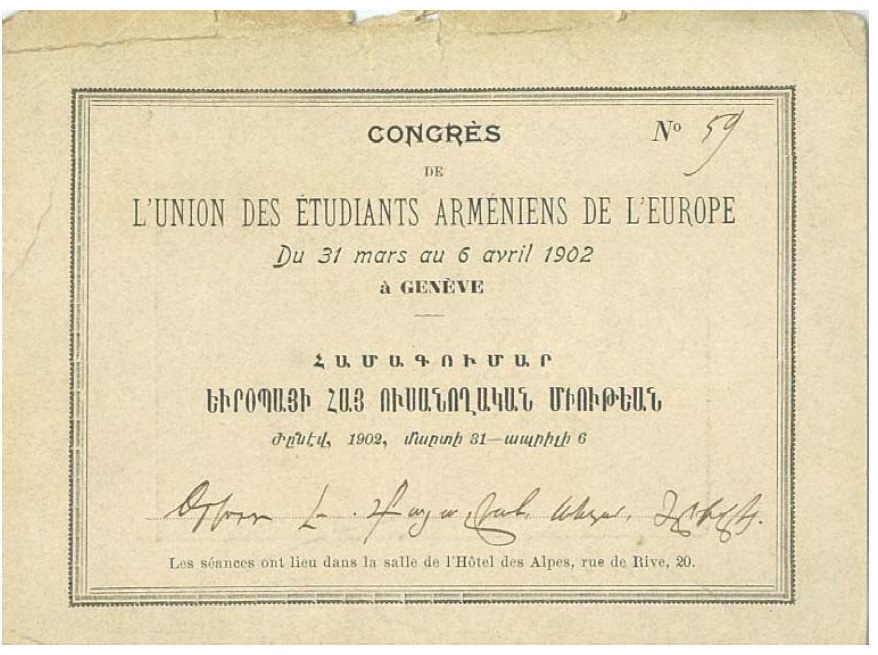 CONGRÈS
Nº 59
DE
L'UNION DES ÉTUDIANTS ARMÉNIENS DE L'EUROPE
Du 31 mars au 6 avril 1902
à GENÈVE
ՀԱՄԱԳՈՒՄԱՐ
ԵՒՐՕՊԱՅԻ ՀԱՅ ՈՒՍԱՆՈՂԱԿԱՆ ՄԻՈՒԹԵԱՆ
Ժընէվ, 1902, մարտի 31—ապրիլի 6
Les séances ont lieu dans la salle de l'Hôtel des Alpes, rue de Rive, 20.